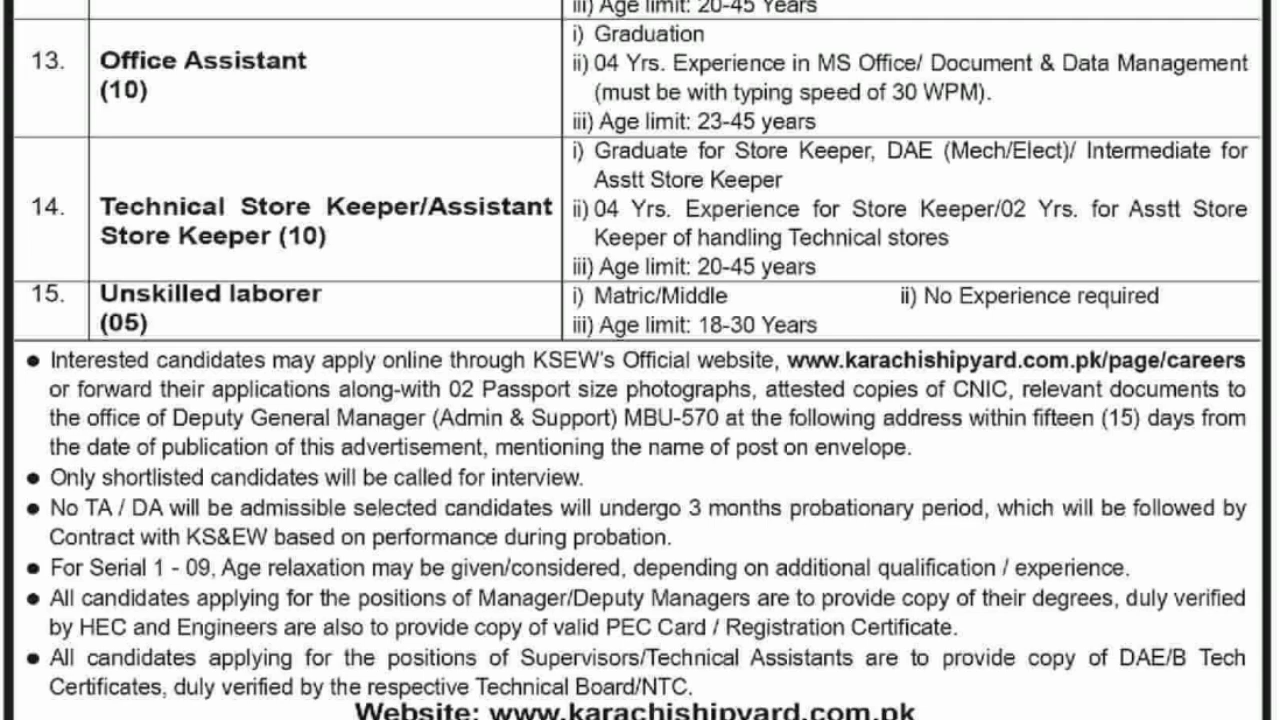 iii) Age limit: 20-45 Years
13. Office Assistant
(10)
i) Graduation
ii) 04 Yrs. Experience in MS Office/ Document & Data Management
(must be with typing speed of 30 WPM).
iii) Age limit: 23-45 years
14. Technical Store Keeper/Assistant
Store Keeper (10)
i) Graduate for Store Keeper, DAE (Mech/Elect)/ Intermediate for
Asstt Store Keeper
ii) 04 Yrs. Experience for Store Keeper/02 Yrs. for Asstt Store
Keeper of handling Technical stores
iii) Age limit: 20-45 years
15. Unskilled laborer
(05)
i) Matric/Middle ii) No Experience required
iii) Age limit: 18-30 Years
● Interested candidates may apply online through KSEW's Official website, www.karachishipyard.com.pk/page/careers
or forward their applications along-with 02 Passport size photographs, attested copies of CNIC, relevant documents to
the office of Deputy General Manager (Admin & Support) MBU-570 at the following address within fifteen (15) days from
the date of publication of this advertisement, mentioning the name of post on envelope.
● Only shortlisted candidates will be called for interview.
● No TA / DA will be admissible selected candidates will undergo 3 months probationary period, which will be followed by
Contract with KS&EW based on performance during probation.
● For Serial 1 - 09, Age relaxation may be given/considered, depending on additional qualification / experience.
● All candidates applying for the positions of Manager/Deputy Managers are to provide copy of their degrees, duly verified
by HEC and Engineers are also to provide copy of valid PEC Card / Registration Certificate.
● All candidates applying for the positions of Supervisors/Technical Assistants are to provide copy of DAE/B Tech
Certificates, duly verified by the respective Technical Board/NTC.
Website: www.karachishipyard.com.pk